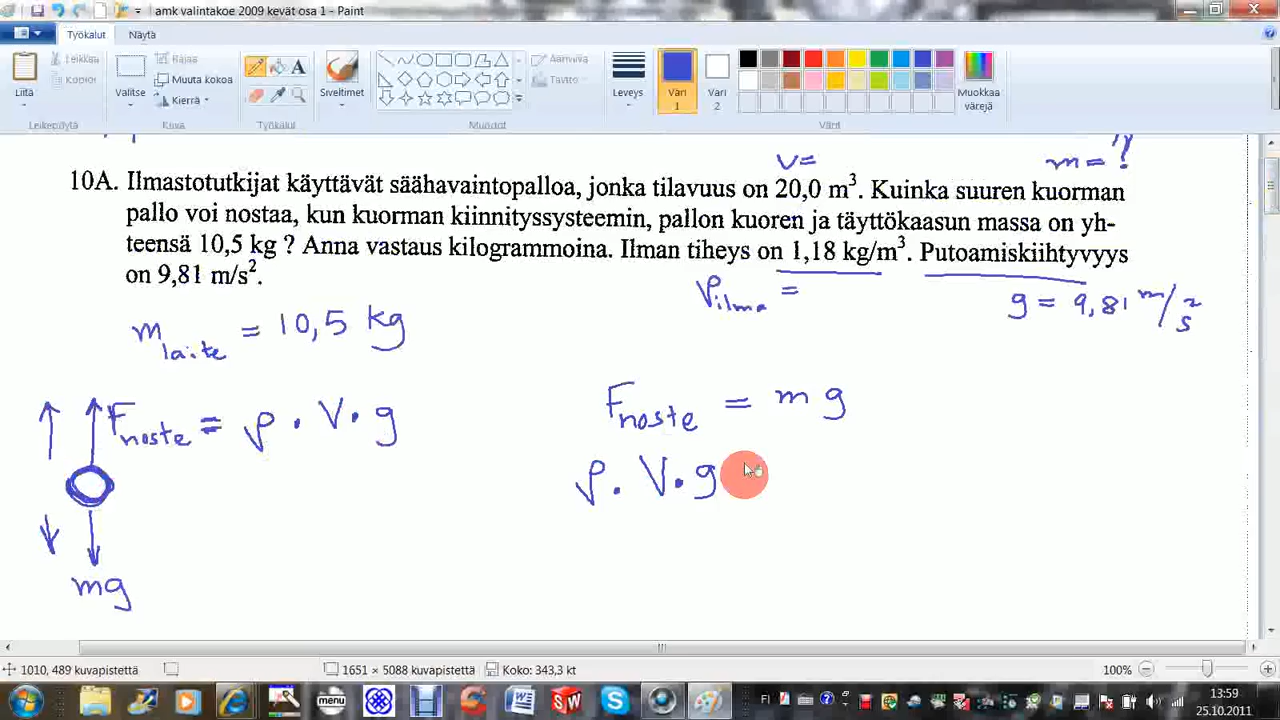 amk valintakoe 2009 kevät osa 1 - Paint
Työkalut Näytä
Liitä
Leikkaa
Kopioi
Leikepöytä
Valitse
Rajaa
Muuta kokoa
Kierrä
Kuva
Työkalut
Siveltimet
Muodot
Ääriviiva
Täyttö
Leveys
Väri 1
Väri 2
Värit
Muokkaa värejä
V= m = ?
10A. Ilmastotutkijat käyttävät säähavaintopalloa, jonka tilavuus on 20,0 m³. Kuinka suuren kuorman
pallo voi nostaa, kun kuorman kiinnityssysteemin, pallon kuoren ja täyttökaasun massa on yh-
teensä 10,5 kg ? Anna vastaus kilogrammoina. Ilman tiheys on 1,18 kg/m³. Putoamiskiihtyvyys
on 9,81 m/s².
ρilma = g = 9,81 m/s²
mlaite = 10,5 kg
Fnoste = ρ · V · g
Fnoste = m g
ρ · V · g
mg
1010, 489 kuvapistettä 1651 × 5088 kuvapistettä Koko: 343,3 kt 100%
menu FI 13:59
25.10.2011